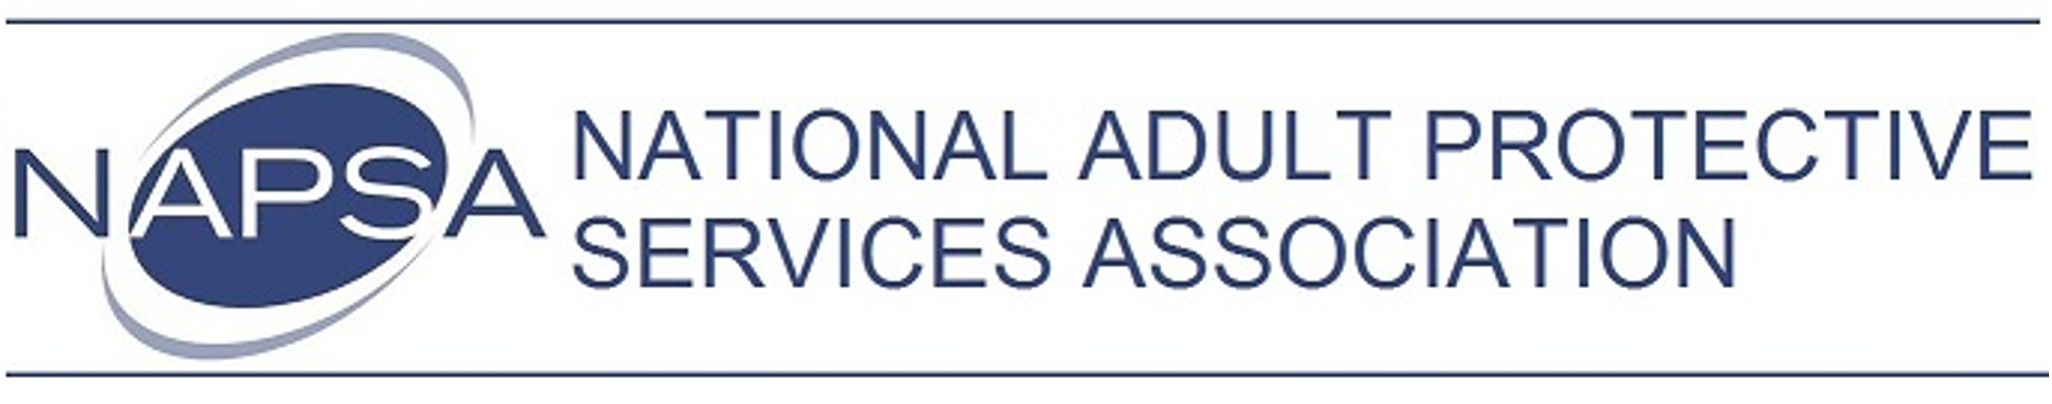 NAPSA
NATIONAL ADULT PROTECTIVE
SERVICES ASSOCIATION